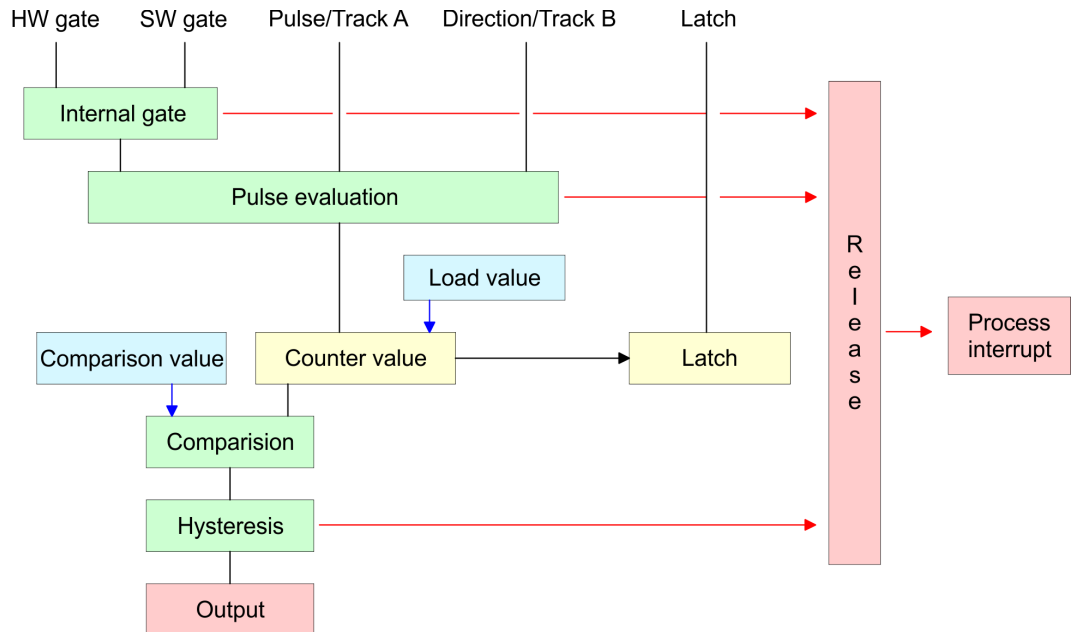 HW gate
SW gate
Pulse/Track A
Direction/Track B
Latch
Internal gate
Pulse evaluation
Load value
Comparison value
Counter value
Latch
Comparision
Hysteresis
Output
Release
Process
interrupt